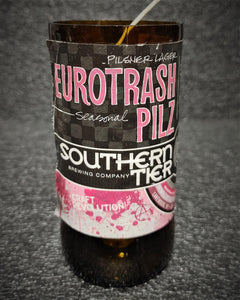 PILSNER LAGER
EUROTRASH
Seasonal
PILZ
SOUTHERN
TIER
BREWING COMPANY
CRAFT
REVOLUTION